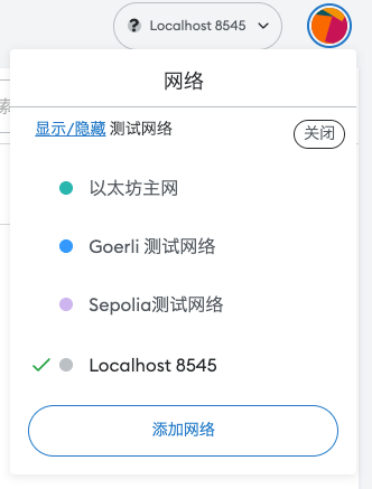 Localhost 8545
网络
索
显示/隐藏 测试网络
关闭
以太坊主网
Goerli 测试网络
Sepolia测试网络
Localhost 8545
添加网络